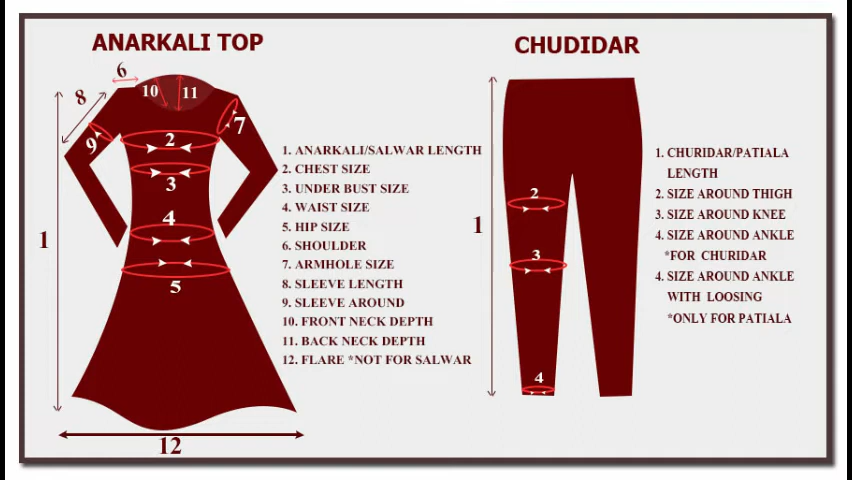 ANARKALI TOP
6
10
11
8
7
9
2
3
4
5
1
12
1. ANARKALI/SALWAR LENGTH
2. CHEST SIZE
3. UNDER BUST SIZE
4. WAIST SIZE
5. HIP SIZE
6. SHOULDER
7. ARMHOLE SIZE
8. SLEEVE LENGTH
9. SLEEVE AROUND
10. FRONT NECK DEPTH
11. BACK NECK DEPTH
12. FLARE *NOT FOR SALWAR
CHUDIDAR
1
2
3
4
1. CHURIDAR/PATIALA
LENGTH
2. SIZE AROUND THIGH
3. SIZE AROUND KNEE
4. SIZE AROUND ANKLE
*FOR CHURIDAR
4. SIZE AROUND ANKLE
WITH LOOSING
*ONLY FOR PATIALA